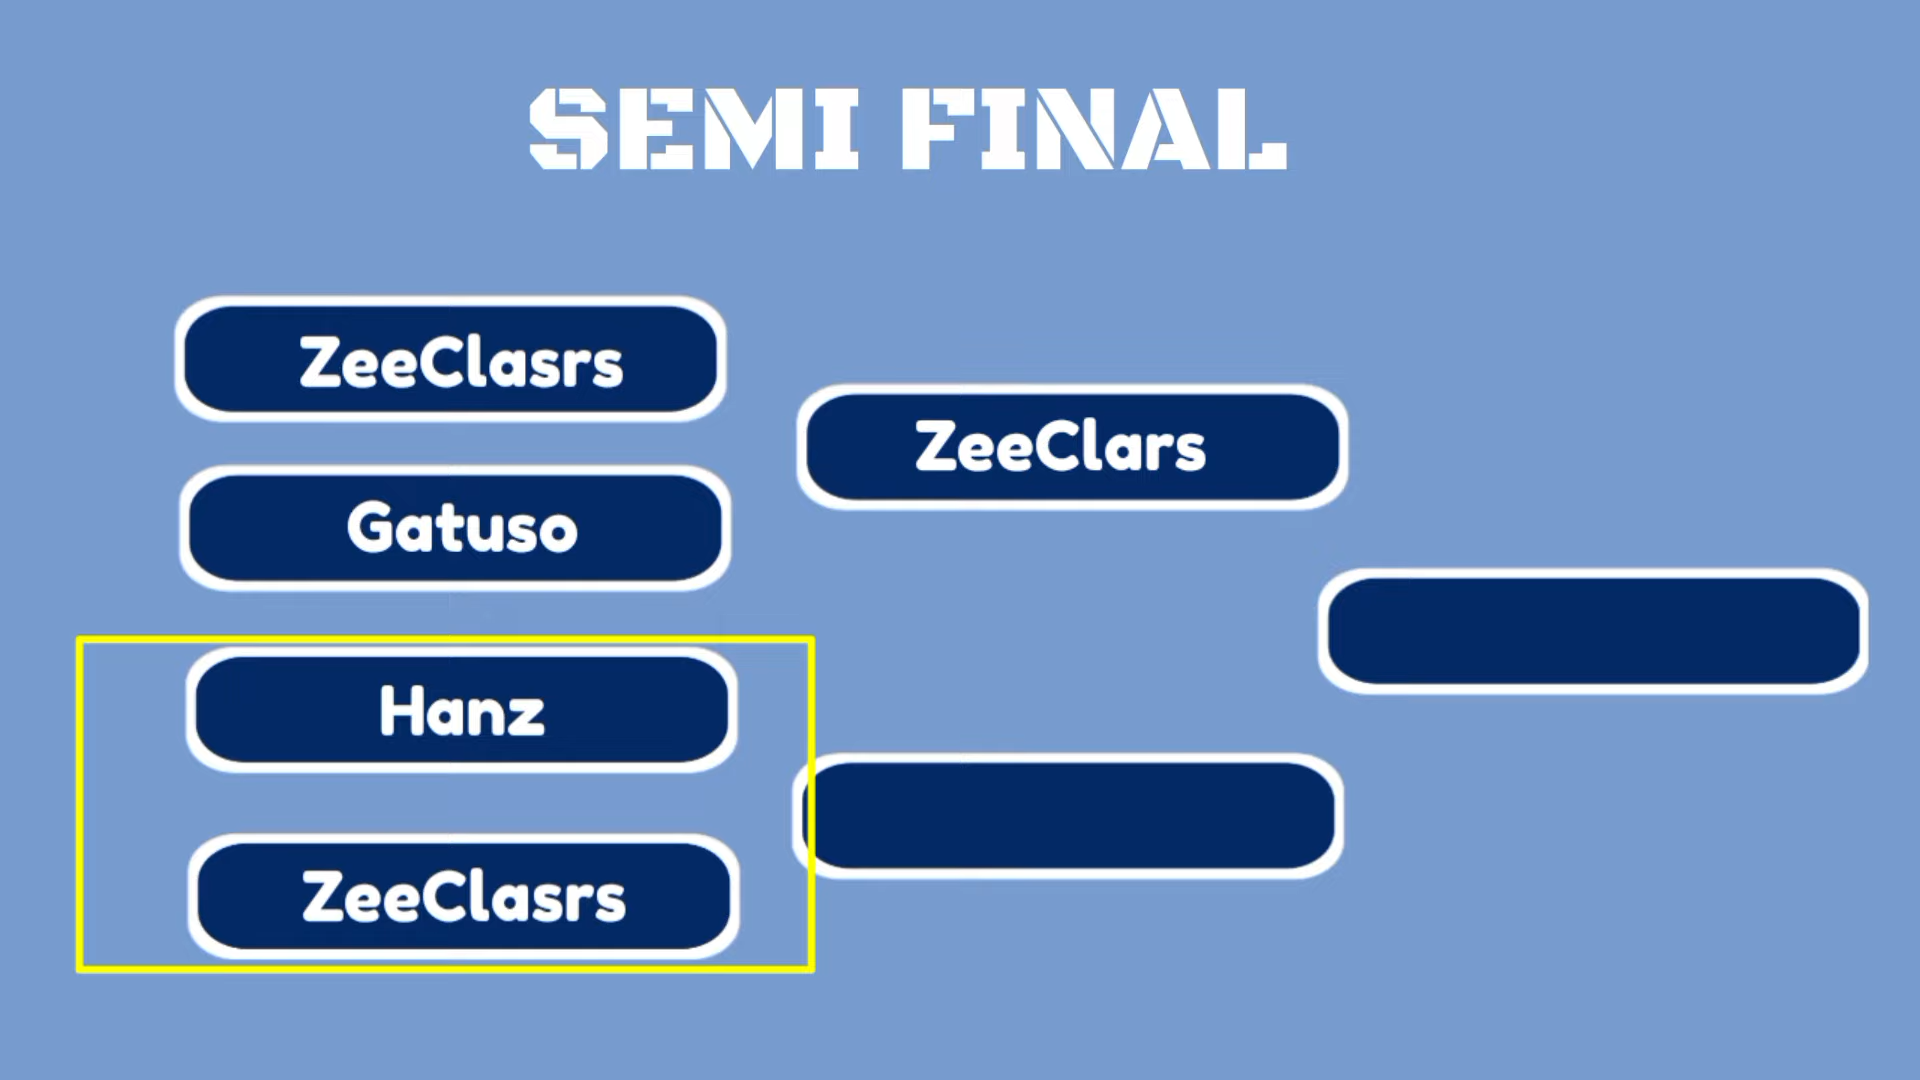 SEMI FINAL
ZeeClasrs
ZeeClars
Gatuso
Hanz
ZeeClasrs